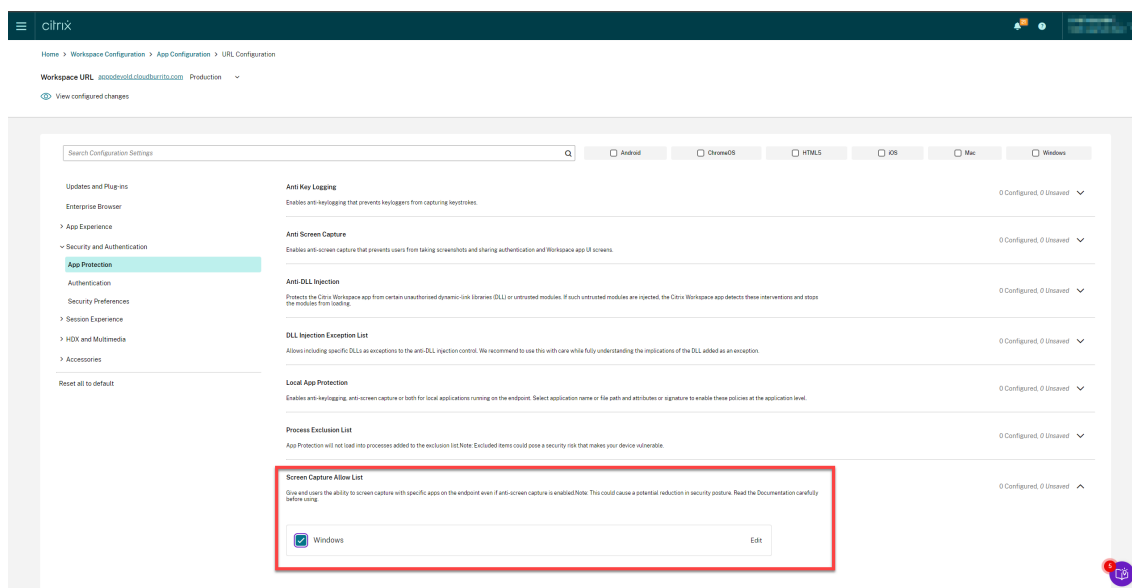 citrix
Home > Workspace Configuration > App Configuration > URL Configuration
Workspace URL apppdevold.cloudburrito.com Production
View configured changes
Search Configuration Settings
Android
ChromeOS
HTML5
iOS
Mac
Windows
Updates and Plug-ins
Enterprise Browser
App Experience
Security and Authentication
App Protection
Authentication
Security Preferences
Session Experience
HDX and Multimedia
Accessories
Reset all to default
Anti Key Logging
0 Configured, 0 Unsaved
Enables anti-keylogging that prevents keyloggers from capturing keystrokes.
Anti Screen Capture
0 Configured, 0 Unsaved
Enables anti-screen capture that prevents users from taking screenshots and sharing authentication and Workspace app UI screens.
Anti-DLL Injection
0 Configured, 0 Unsaved
Protects the Citrix Workspace app from certain unauthorised dynamic-link libraries (DLL) or untrusted modules. If such untrusted modules are injected, the Citrix Workspace app detects these interventions and stops
the modules from loading.
DLL Injection Exception List
0 Configured, 0 Unsaved
Allows including specific DLLs as exceptions to the anti-DLL injection control. We recommend to use this with care while fully understanding the implications of the DLL added as an exception.
Local App Protection
0 Configured, 0 Unsaved
Enables anti-keylogging, anti-screen capture or both for local applications running on the endpoint. Select application name or file path and attributes or signature to enable these policies at the application level.
Process Exclusion List
0 Configured, 0 Unsaved
App Protection will not load into processes added to the exclusion list.Note: Excluded items could pose a security risk that makes your device vulnerable.
Screen Capture Allow List
0 Configured, 0 Unsaved
Give end users the ability to screen capture with specific apps on the endpoint even if anti-screen capture is enabled.Note: This could cause a potential reduction in security posture. Read the Documentation carefully
before using.
Windows
Edit
5